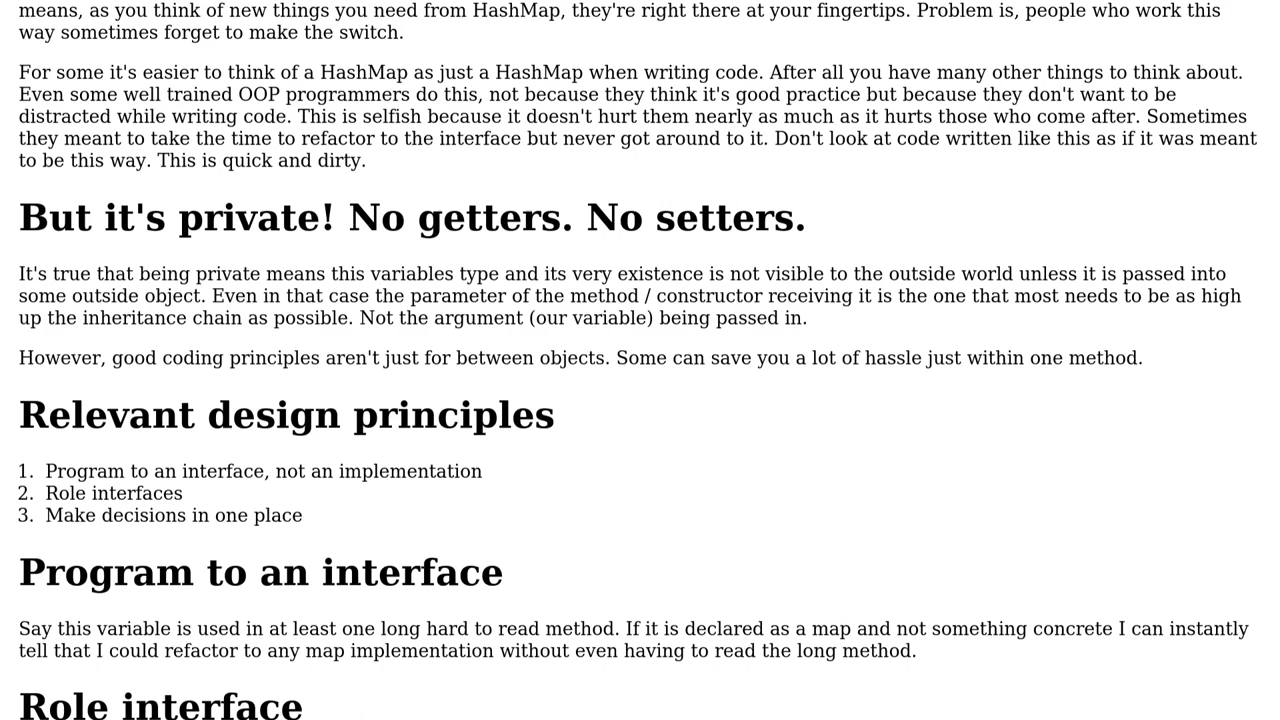 means, as you think of new things you need from HashMap, they're right there at your fingertips. Problem is, people who work this
way sometimes forget to make the switch.
For some it's easier to think of a HashMap as just a HashMap when writing code. After all you have many other things to think about.
Even some well trained OOP programmers do this, not because they think it's good practice but because they don't want to be
distracted while writing code. This is selfish because it doesn't hurt them nearly as much as it hurts those who come after. Sometimes
they meant to take the time to refactor to the interface but never got around to it. Don't look at code written like this as if it was meant
to be this way. This is quick and dirty.
But it's private! No getters. No setters.
It's true that being private means this variables type and its very existence is not visible to the outside world unless it is passed into
some outside object. Even in that case the parameter of the method / constructor receiving it is the one that most needs to be as high
up the inheritance chain as possible. Not the argument (our variable) being passed in.
However, good coding principles aren't just for between objects. Some can save you a lot of hassle just within one method.
Relevant design principles
1. Program to an interface, not an implementation
2. Role interfaces
3. Make decisions in one place
Program to an interface
Say this variable is used in at least one long hard to read method. If it is declared as a map and not something concrete I can instantly
tell that I could refactor to any map implementation without even having to read the long method.
Role interface